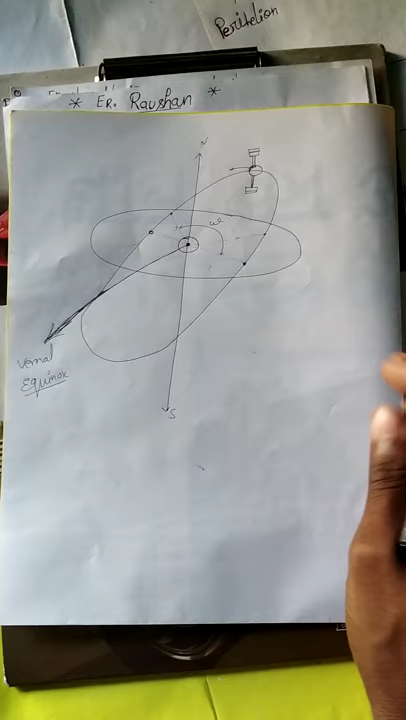 Perihelion
* ER. Raushan *
N
ω
Vernal
Equinox
S